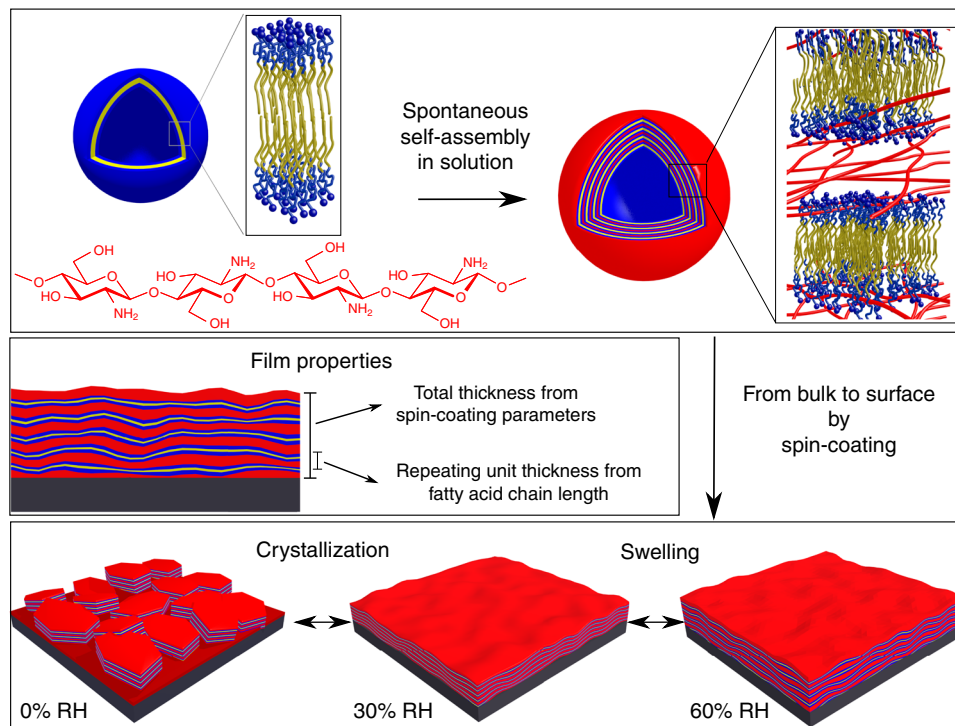 Spontaneous
self-assembly
in solution
OH
HO
NH2
O
O
HO
O
NH2
HO
O
OH
O
OH
O
HO
O
NH2
HO
NH2
O
HO
O
OH
O
Film properties
Total thickness from
spin-coating parameters
Repeating unit thickness from
fatty acid chain length
From bulk to surface
by
spin-coating
Crystallization
Swelling
0% RH
30% RH
60% RH